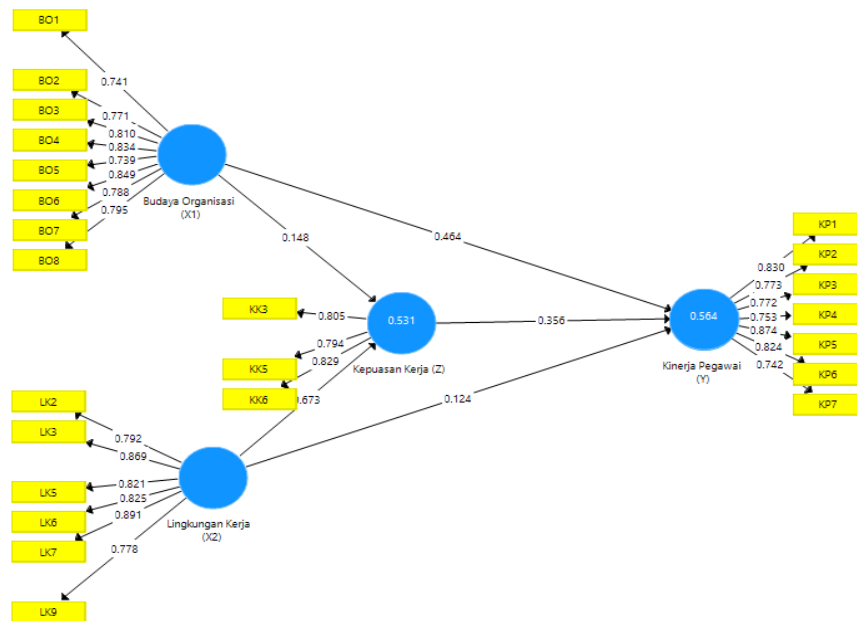 BO1
0.741
BO2
0.771
BO3
0.810
BO4
0.834
0.739
BO5
0.849
BO6
0.788
0.795
BO7
BO8
Budaya Organisasi
(X1)
0.464
0.148
KK3
0.805
0.531
0.356
0.794
KK5
0.829
Kepuasan Kerja (Z)
KK6
0.673
0.124
0.564
Kinerja Pegawai
(Y)
KP1
0.830
KP2
0.773
KP3
0.772
0.753
KP4
0.874
KP5
0.824
KP6
0.742
KP7
LK2
0.792
LK3
0.869
0.821
LK5
0.825
LK6
0.891
LK7
0.778
LK9
Lingkungan Kerja
(X2)